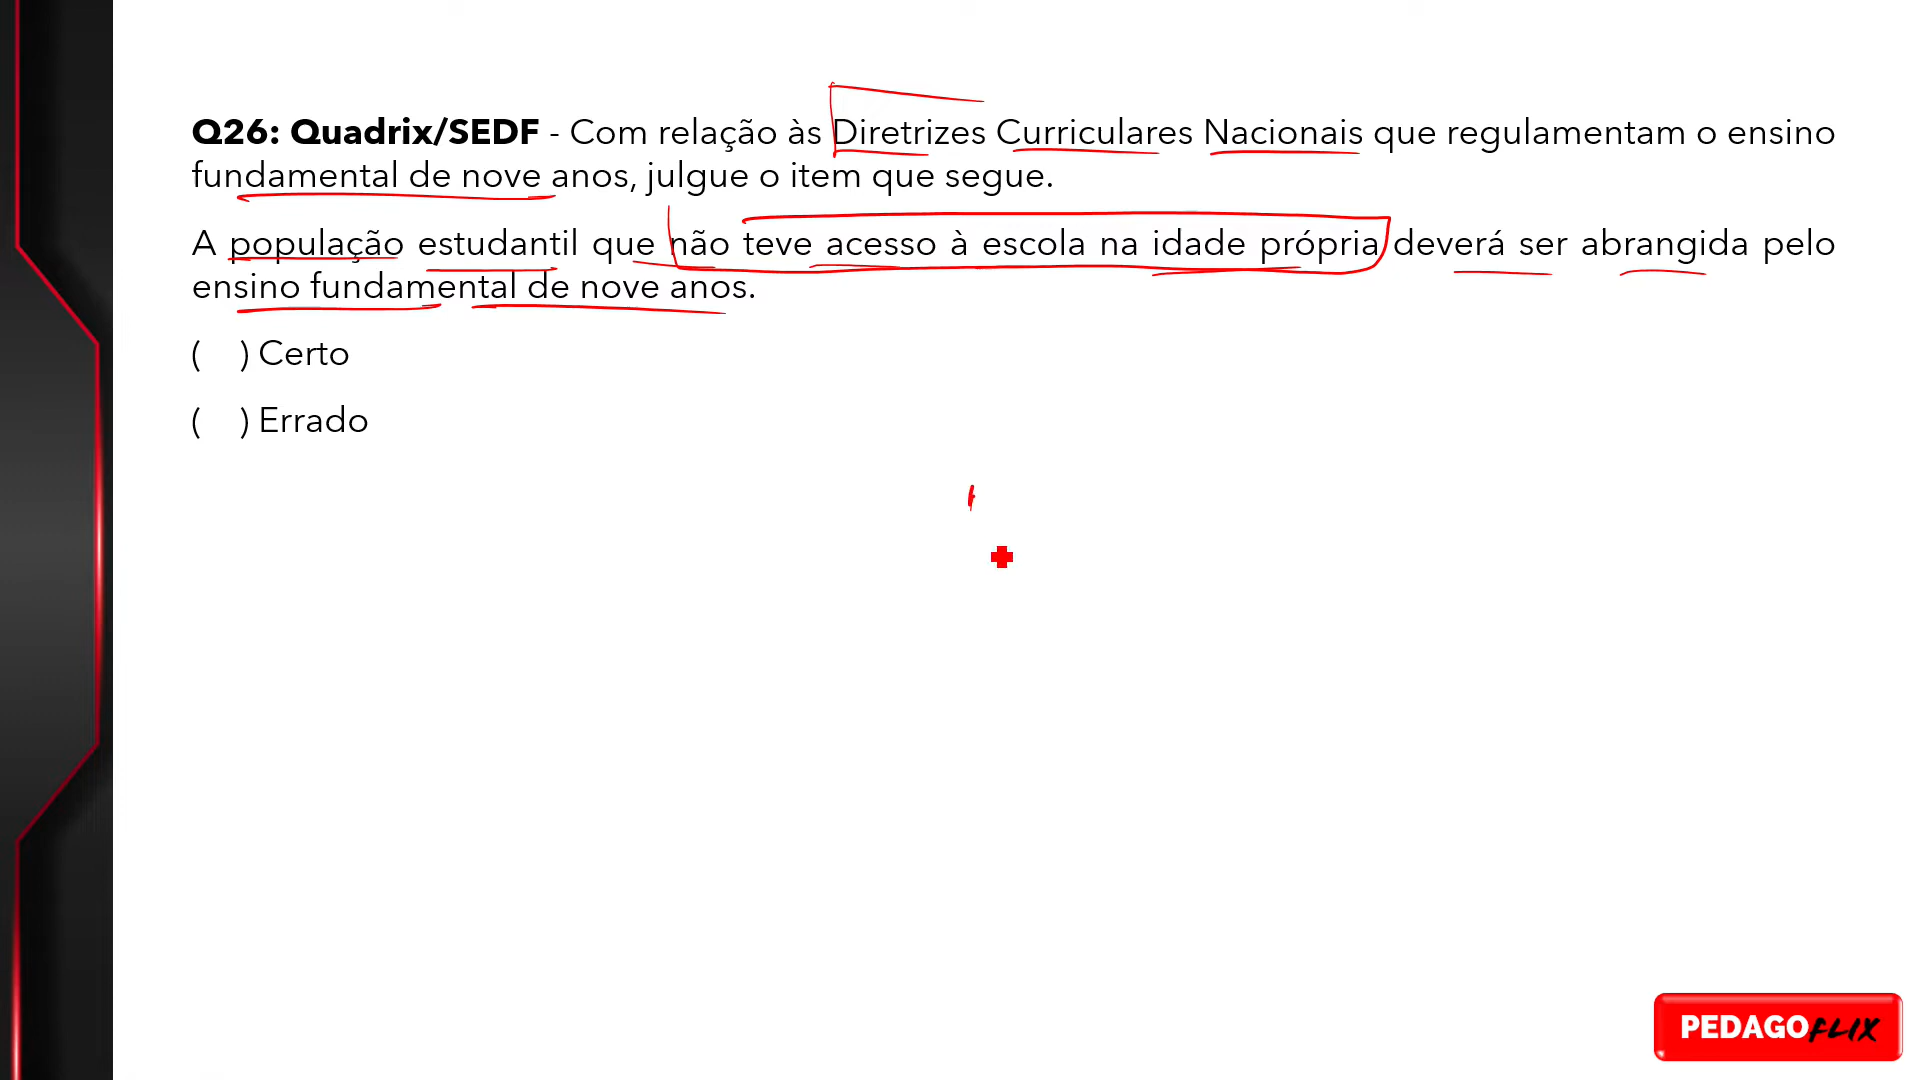 Q26: Quadrix/SEDF - Com relação às Diretrizes Curriculares Nacionais que regulamentam o ensino
fundamental de nove anos, julgue o item que segue.
A população estudantil que não teve acesso à escola na idade própria deverá ser abrangida pelo
ensino fundamental de nove anos.
( ) Certo
( ) Errado
PEDAGOFLIX